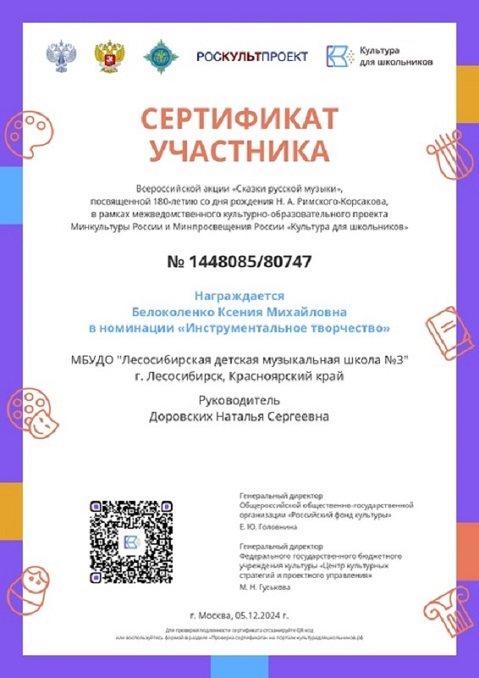 РОСКУЛЬТПРОЕКТ
Культура
для школьников
СЕРТИФИКАТ
УЧАСТНИКА
Всероссийской акции «Сказки русской музыки»,
посвященной 180-летию со дня рождения Н. А. Римского-Корсакова,
в рамках межведомственного культурно-образовательного проекта
Минкультуры России и Минпросвещения России «Культура для школьников»
№ 1448085/80747
Награждается
Белоколенко Ксения Михайловна
в номинации «Инструментальное творчество»
МБУДО "Лесосибирская детская музыкальная школа №3"
г. Лесосибирск, Красноярский край
Руководитель
Доровских Наталья Сергеевна
Генеральный директор
Общероссийской общественно-государственной
организации «Российский фонд культуры»
Е. Ю. Головнина
Генеральный директор
Федерального государственного бюджетного
учреждения культуры «Центр культурных
стратегий и проектного управления»
М. Н. Гуськова
г. Москва, 05.12.2024 г.
Для проверки подлинности сертификата отсканируйте QR-код
или воспользуйтесь формой в разделе «Проверка сертификата» на портале культурадляшкольников.рф